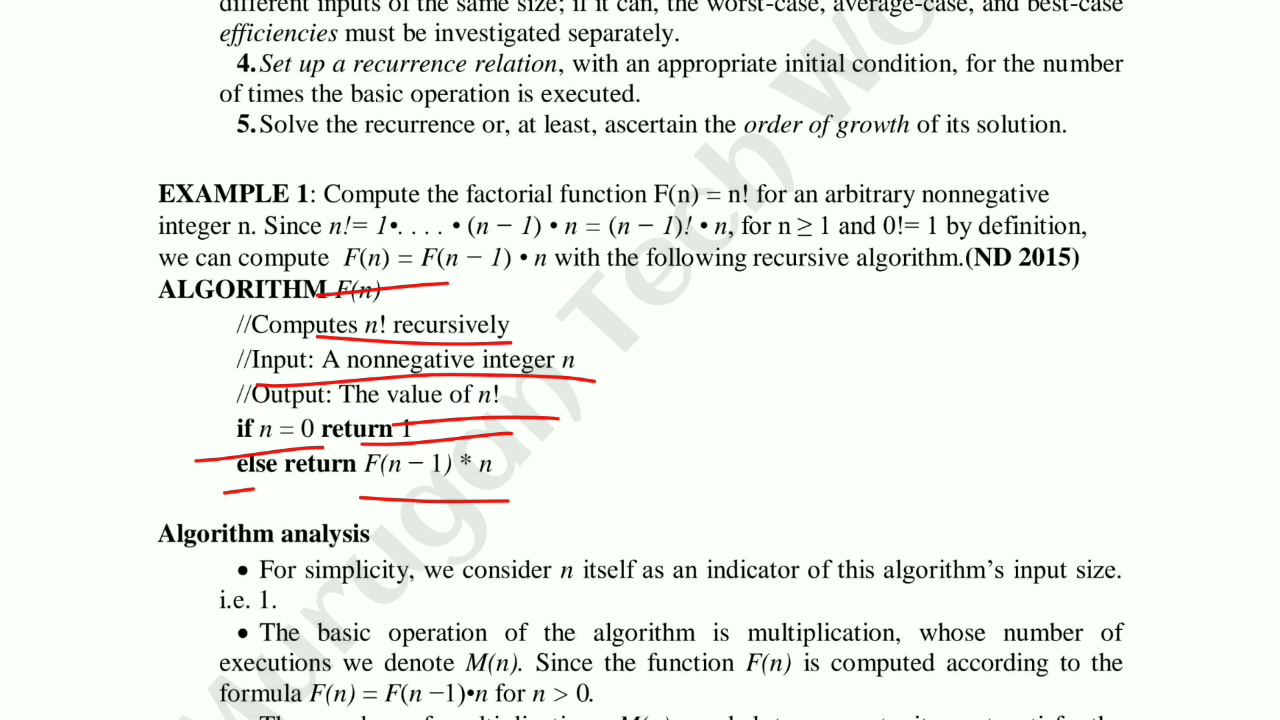 different inputs of the same size; if it can, the worst-case, average-case, and best-case
efficiencies must be investigated separately.
4. Set up a recurrence relation, with an appropriate initial condition, for the number
of times the basic operation is executed.
5. Solve the recurrence or, at least, ascertain the order of growth of its solution.
EXAMPLE 1: Compute the factorial function F(n) = n! for an arbitrary nonnegative
integer n. Since n!= 1•. . . . • (n − 1) • n = (n − 1)! • n, for n ≥ 1 and 0!= 1 by definition,
we can compute F(n) = F(n − 1) • n with the following recursive algorithm.(ND 2015)
ALGORITHM F(n)
//Computes n! recursively
//Input: A nonnegative integer n
//Output: The value of n!
if n = 0 return 1
else return F(n − 1) * n
Algorithm analysis
• For simplicity, we consider n itself as an indicator of this algorithm's input size.
i.e. 1.
• The basic operation of the algorithm is multiplication, whose number of
executions we denote M(n). Since the function F(n) is computed according to the
formula F(n) = F(n −1)•n for n > 0.